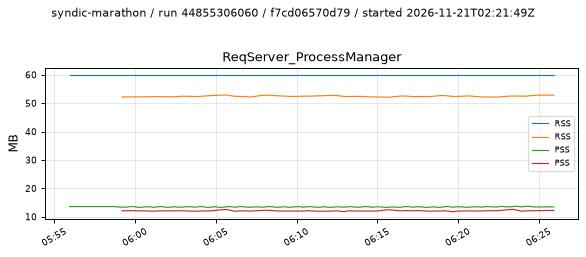 syndic-marathon / run 44855306060 / f7cd06570d79 / started 2026-11-21T02:21:49Z
ReqServer_ProcessManager
MB
60
50
40
30
20
10
RSS
RSS
PSS
PSS
05:55
06:00
06:05
06:10
06:15
06:20
06:25